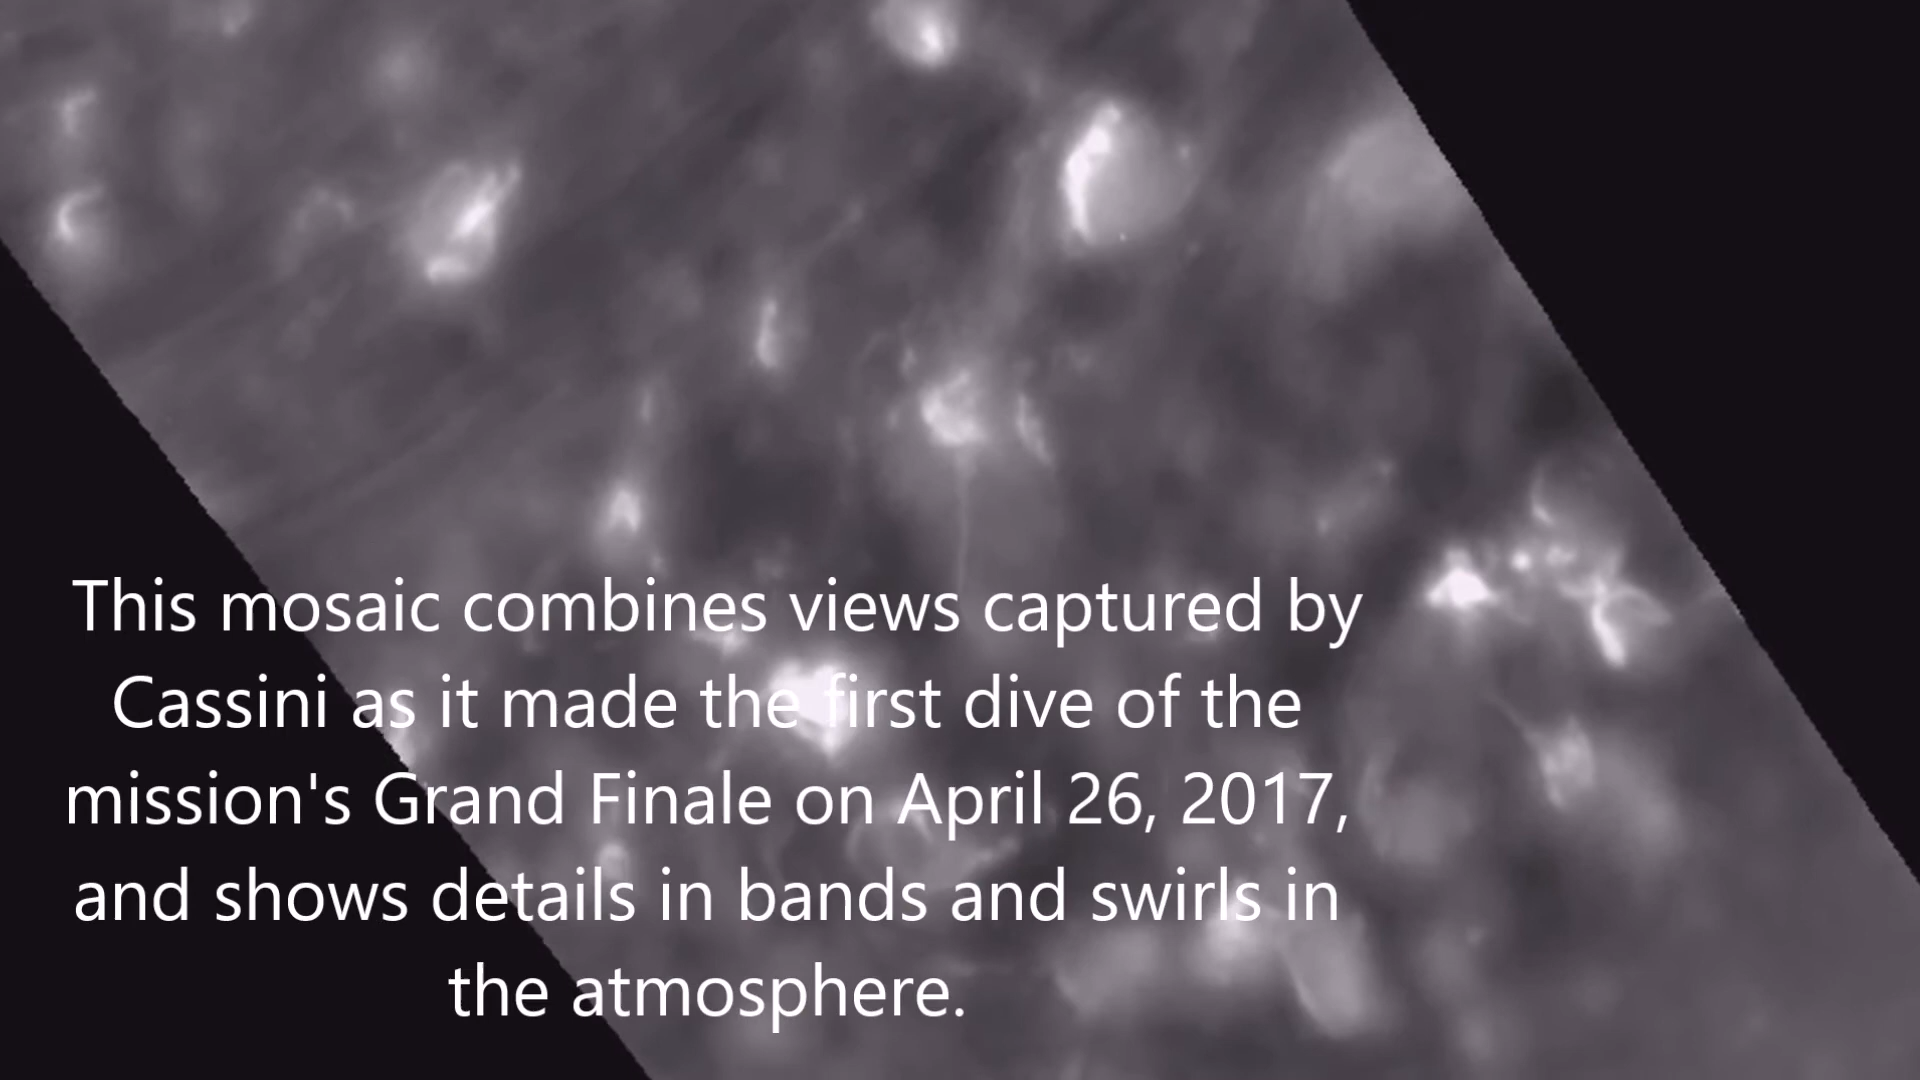 This mosaic combines views captured by
Cassini as it made the first dive of the
mission's Grand Finale on April 26, 2017,
and shows details in bands and swirls in
the atmosphere.